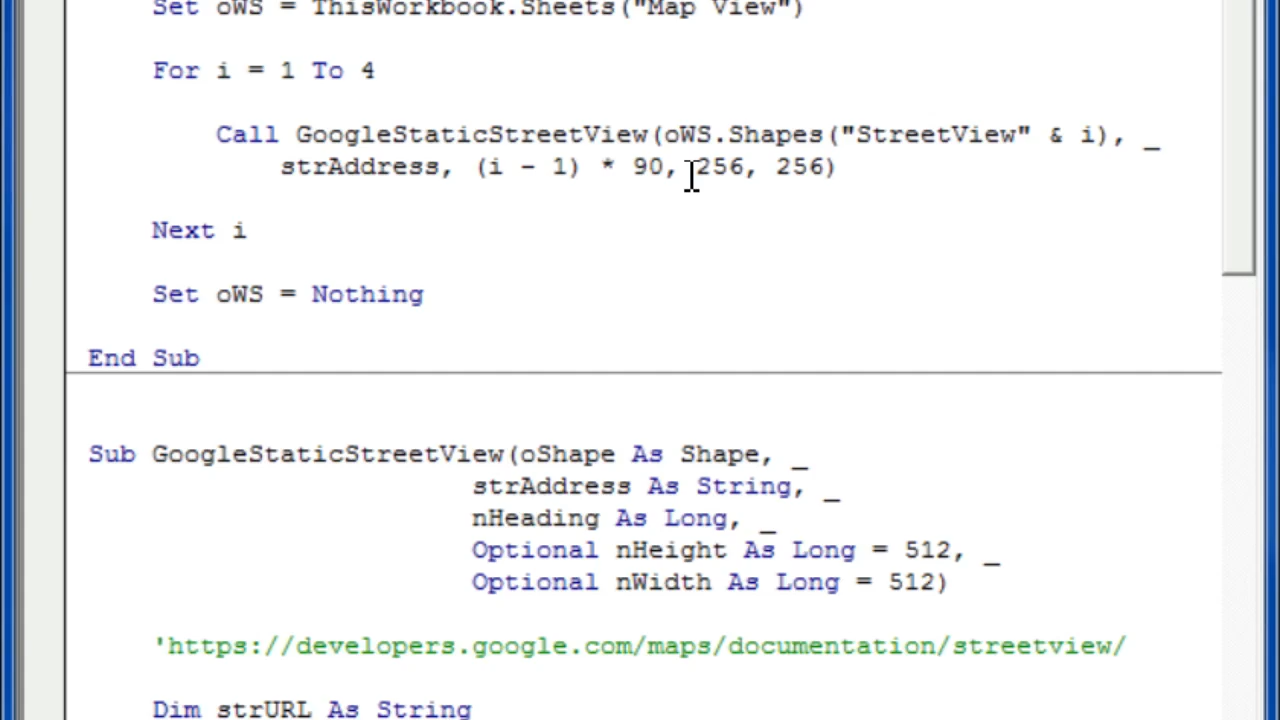 Set oWS = ThisWorkbook.Sheets("Map View")
For i = 1 To 4
Call GoogleStaticStreetView(oWS.Shapes("StreetView" & i), _
strAddress, (i - 1) * 90, 256, 256)
Next i
Set oWS = Nothing
End Sub
Sub GoogleStaticStreetView(oShape As Shape, _
strAddress As String, _
nHeading As Long, _
Optional nHeight As Long = 512, _
Optional nWidth As Long = 512)
'https://developers.google.com/maps/documentation/streetview/
Dim strURL As String